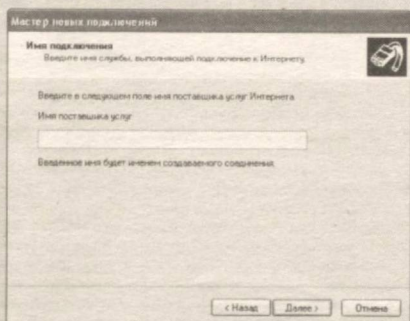 Мастер новых подключений
Имя подключения
Введите имя службы, выполняющей подключение к Интернету.
Введите в следующем поле имя поставщика услуг Интернета.
Имя поставщика услуг
Введенное имя будет именем создаваемого соединения.
< Назад
Далее >
Отмена